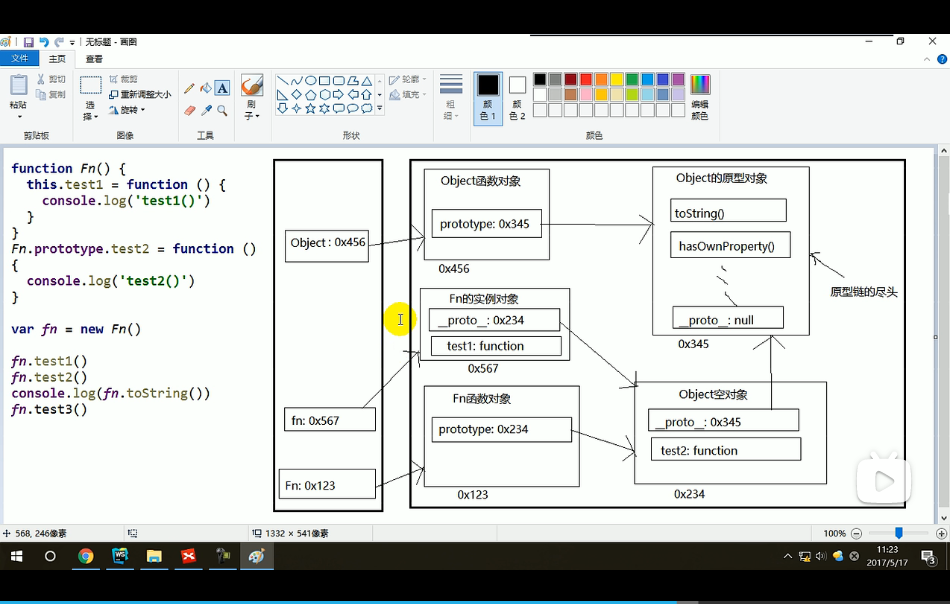 无标题 - 画图
文件
主页
查看
粘贴
剪切
复制
剪贴板
选择
裁剪
重新调整大小
旋转
图像
A
工具
刷子
轮廓
填充
形状
粗细
颜色 1
颜色 2
编辑颜色
颜色
function Fn() {
this.test1 = function () {
console.log('test1()')
}
}
Fn.prototype.test2 = function ()
{
console.log('test2()')
}
var fn = new Fn()
fn.test1()
fn.test2()
console.log(fn.toString())
fn.test3()
Object : 0x456
fn: 0x567
Fn: 0x123
Object函数对象
prototype: 0x345
0x456
Fn的实例对象
__proto__: 0x234
test1: function
0x567
Fn函数对象
prototype: 0x234
0x123
Object的原型对象
toString()
hasOwnProperty()
__proto__: null
0x345
原型链的尽头
Object空对象
__proto__: 0x345
test2: function
0x234
568, 246像素
1332 × 541像素
100%
WS
11:23
2017/5/17
3